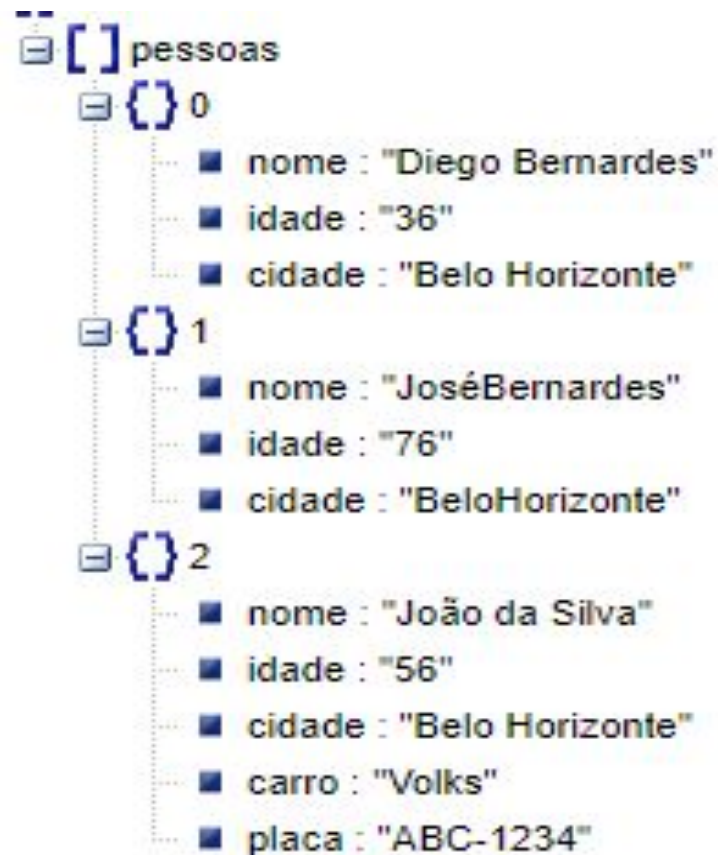 [ ] pessoas
{ } 0
nome : "Diego Bernardes"
idade : "36"
cidade : "Belo Horizonte"
{ } 1
nome : "JoséBernardes"
idade : "76"
cidade : "BeloHorizonte"
{ } 2
nome : "João da Silva"
idade : "56"
cidade : "Belo Horizonte"
carro : "Volks"
placa : "ABC-1234"